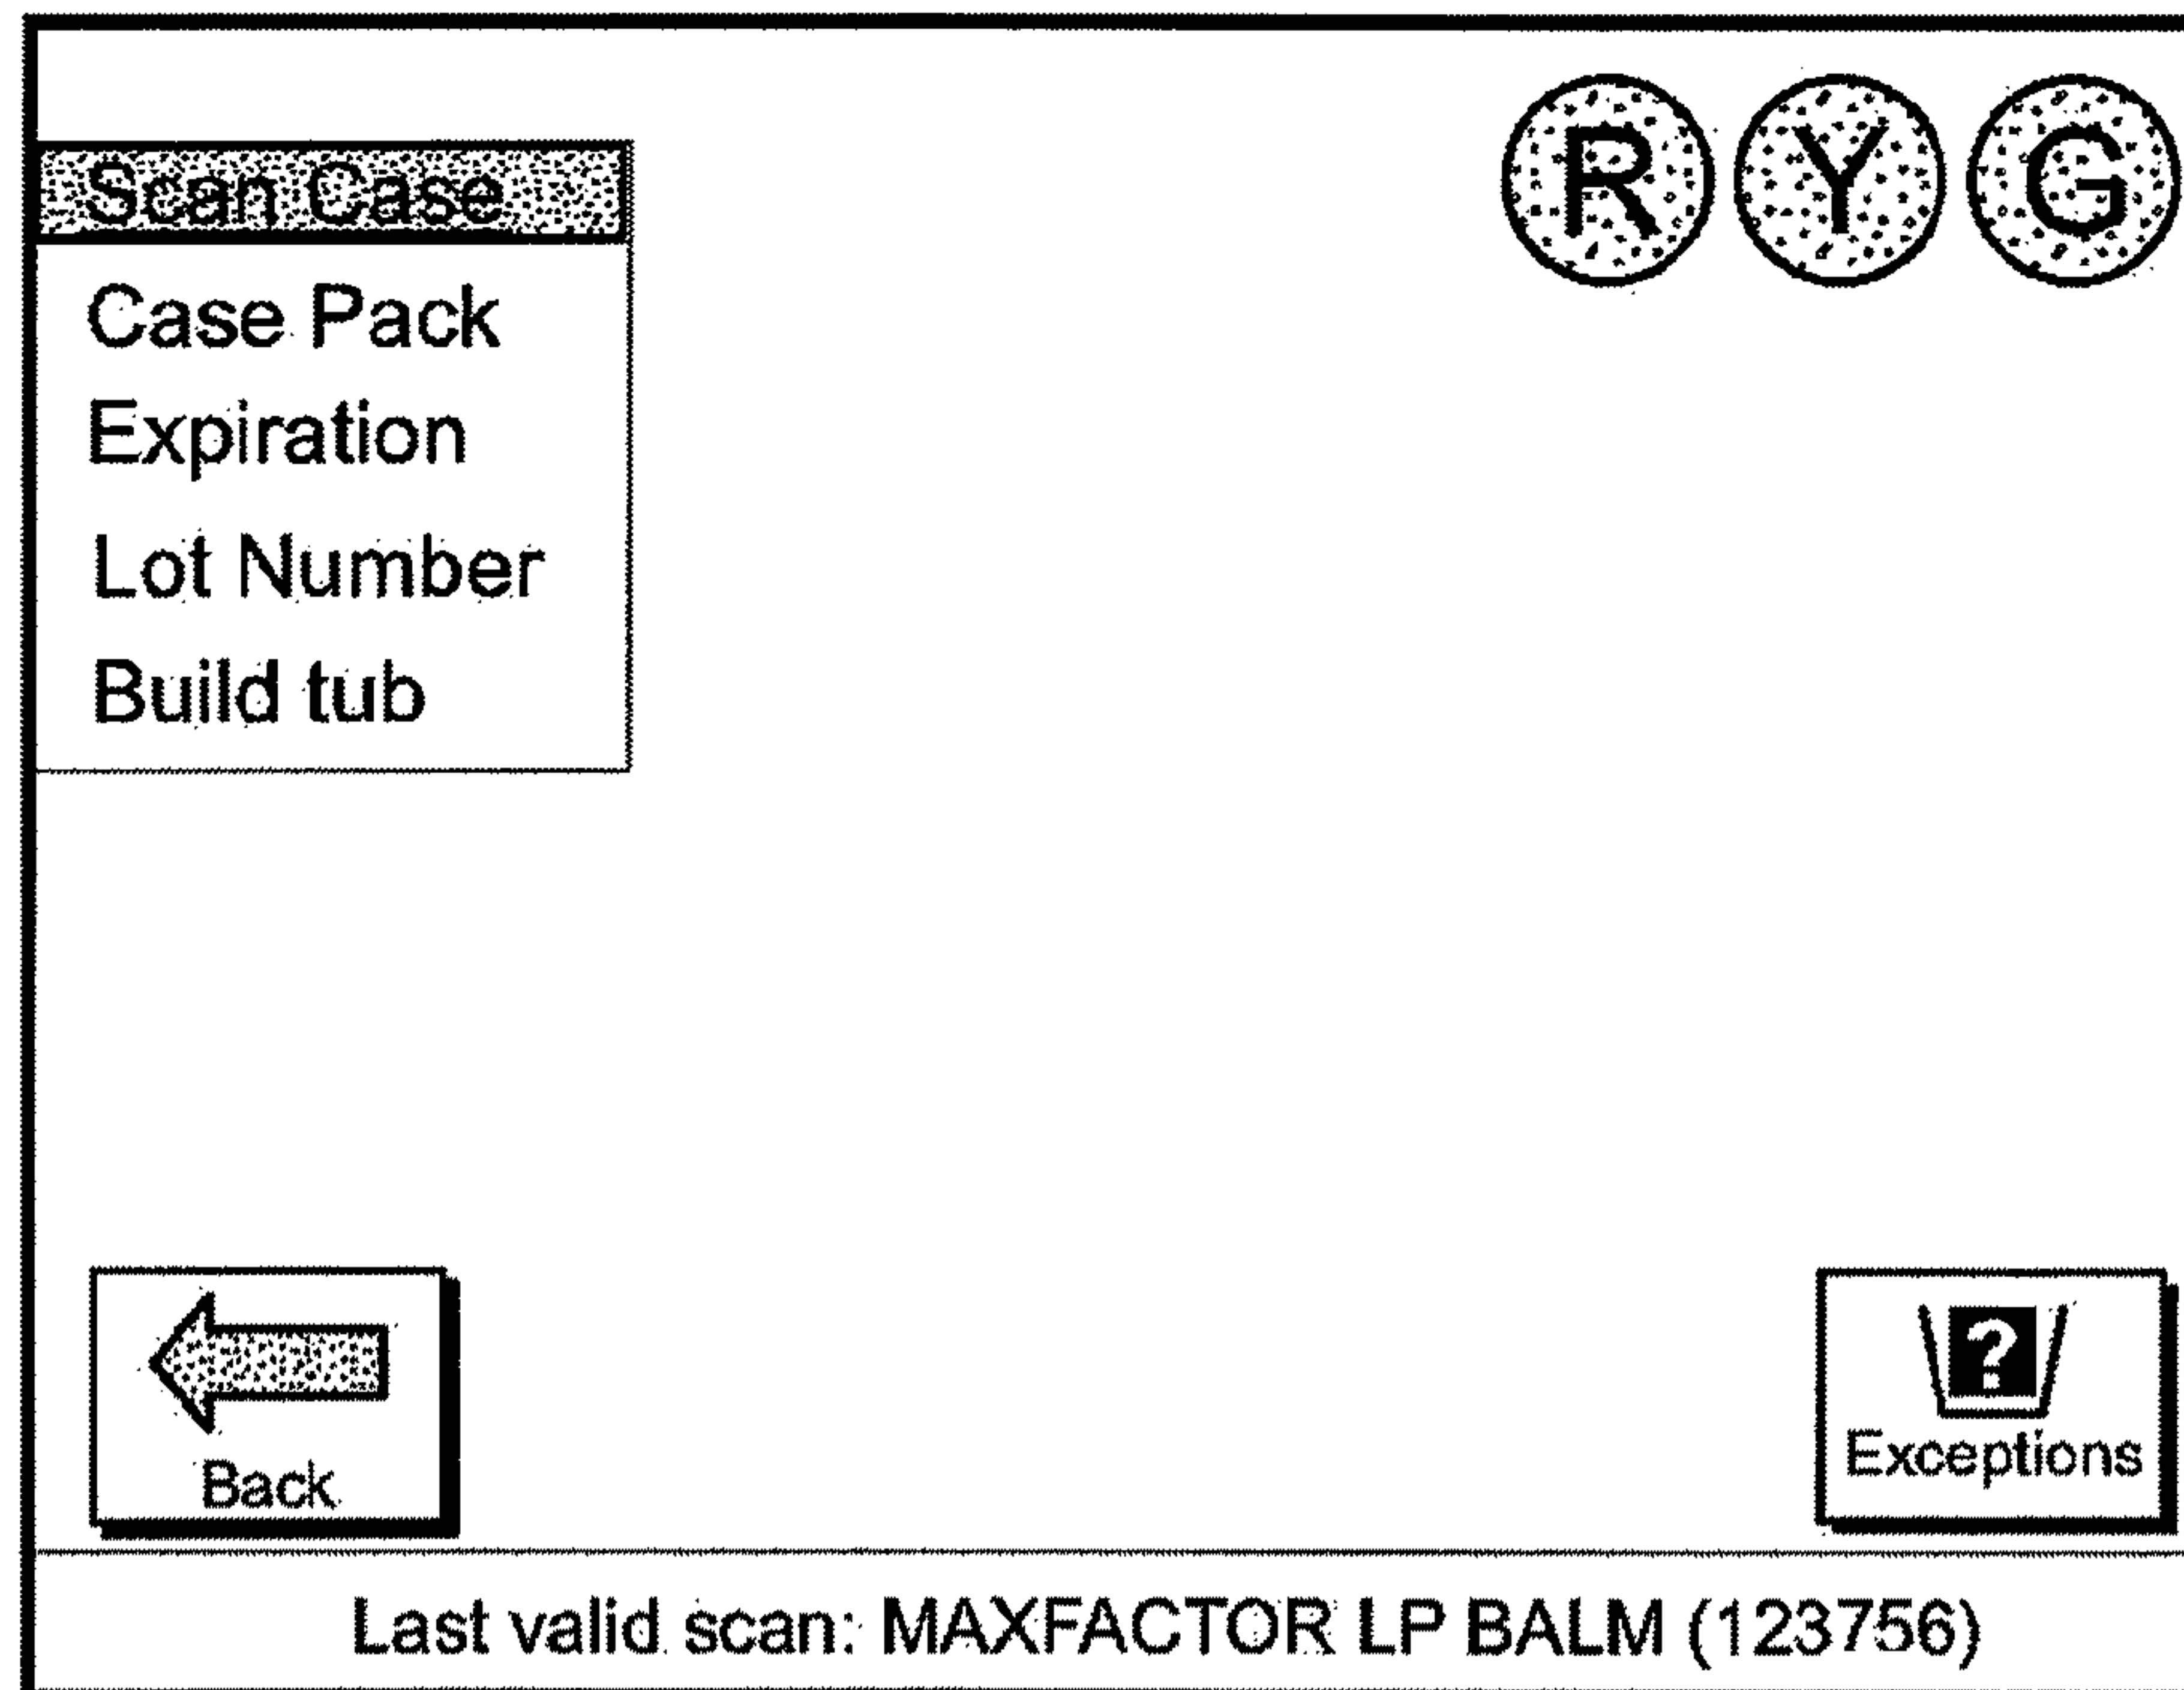 R Y G
Scan Case
Case Pack
Expiration
Lot Number
Build tub
Back
?
Exceptions
Last valid scan: MAXFACTOR LP BALM (123756)